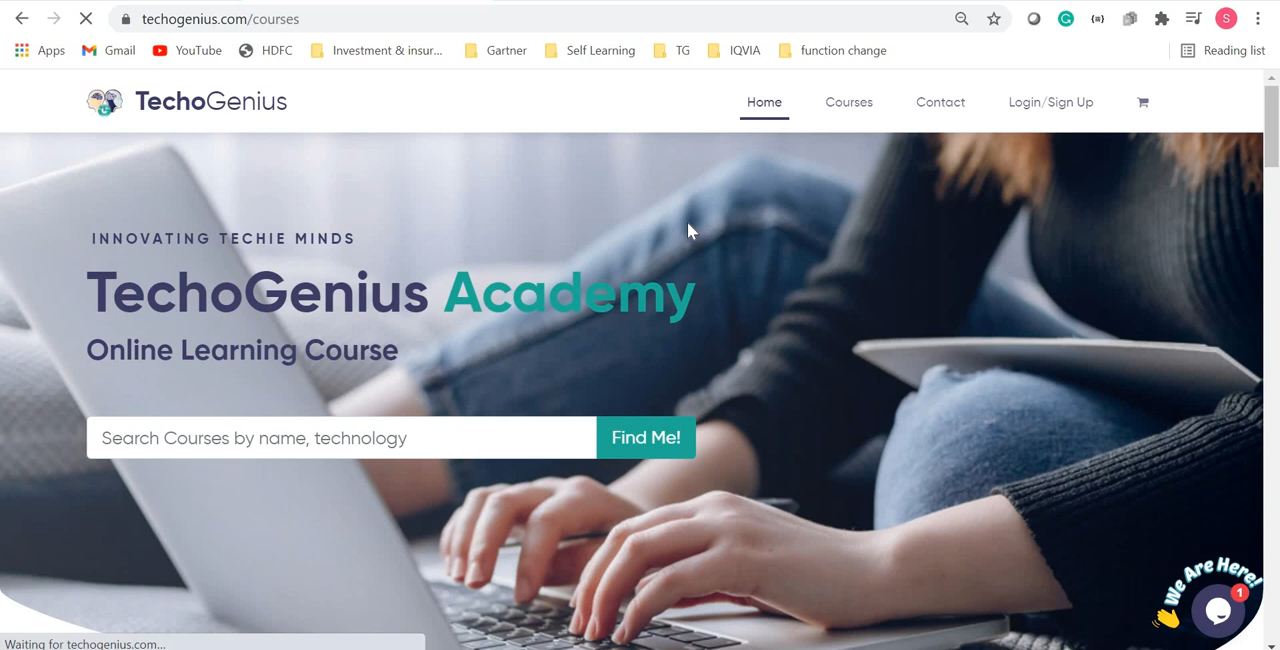 techogenius.com/courses
S
Apps Gmail YouTube HDFC Investment & insur... Gartner Self Learning TG IQVIA function change Reading list
TechoGenius Home Courses Contact Login/Sign Up
INNOVATING TECHIE MINDS
TechoGenius Academy
Online Learning Course
Search Courses by name, technology Find Me!
We Are Here!
1
Waiting for techogenius.com...